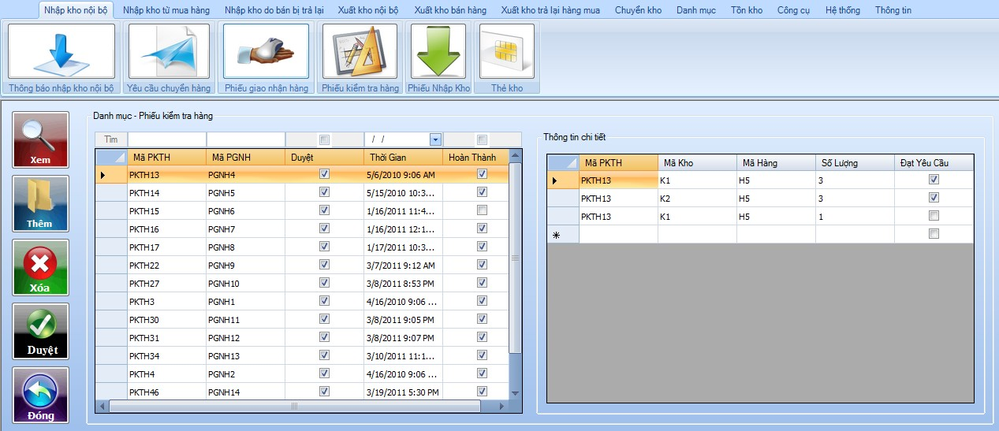 Nhập kho nội bộ Nhập kho từ mua hàng Nhập kho do bán bị trả lại Xuất kho nội bộ Xuất kho bán hàng Xuất kho trả lại hàng mua Chuyển kho Danh mục Tồn kho Công cụ Hệ thống Thông tin
Thông báo nhập kho nội bộ Yêu cầu chuyển hàng Phiếu giao nhận hàng Phiếu kiểm tra hàng Phiếu Nhập Kho Thẻ kho
Xem
Thêm
Xóa
Duyệt
Đóng
Danh mục - Phiếu kiểm tra hàng
Tìm / /
Mã PKTH Mã PGNH Duyệt Thời Gian Hoàn Thành
PKTH13 PGNH4 5/6/2010 9:06 AM
PKTH14 PGNH5 5/15/2010 10:3...
PKTH15 PGNH6 1/16/2011 11:4...
PKTH16 PGNH7 1/16/2011 12:1...
PKTH17 PGNH8 1/17/2011 10:3...
PKTH22 PGNH9 3/7/2011 9:12 AM
PKTH27 PGNH10 3/8/2011 8:53 PM
PKTH3 PGNH1 4/16/2010 9:06 ...
PKTH30 PGNH11 3/8/2011 9:05 PM
PKTH31 PGNH12 3/8/2011 9:07 PM
PKTH34 PGNH13 3/10/2011 11:1...
PKTH4 PGNH2 4/16/2010 9:06 ...
PKTH46 PGNH14 3/19/2011 5:30 PM
Thông tin chi tiết
Mã PKTH Mã Kho Mã Hàng Số Lượng Đạt Yêu Cầu
PKTH13 K1 H5 3
PKTH13 K2 H5 3
PKTH13 K1 H5 1